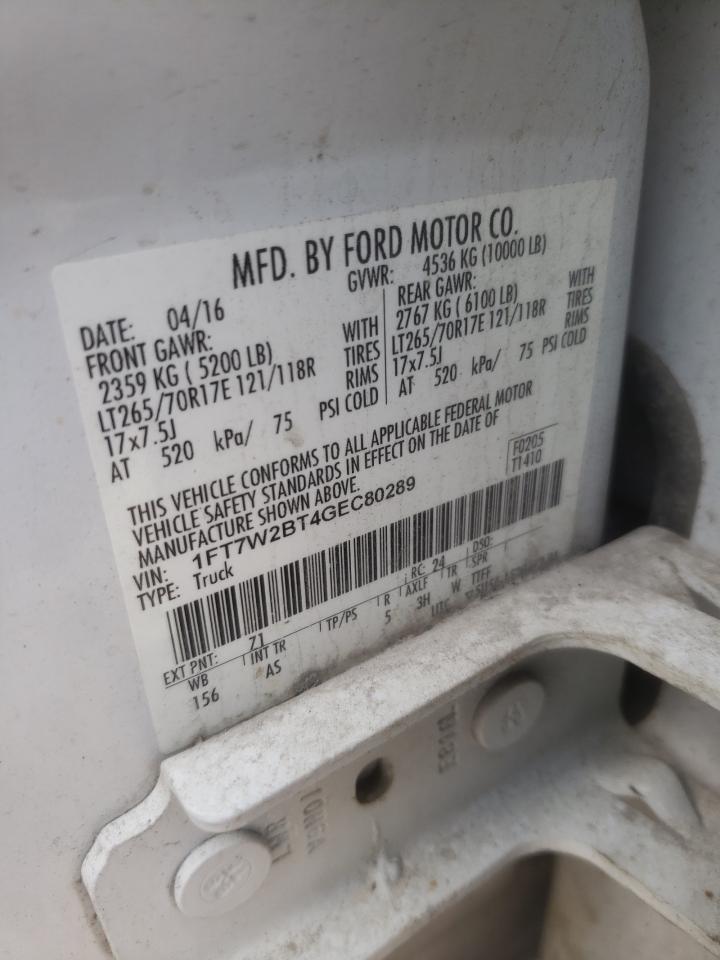 MFD. BY FORD MOTOR CO.
DATE: 04/16
GVWR: 4536 KG (10000 LB)
FRONT GAWR:
2359 KG ( 5200 LB) WITH
LT265/70R17E 121/118R TIRES
17x7.5J RIMS
AT 520 kPa/ 75 PSI COLD
REAR GAWR:
2767 KG ( 6100 LB) WITH
LT265/70R17E 121/118R TIRES
17x7.5J RIMS
AT 520 kPa/ 75 PSI COLD
THIS VEHICLE CONFORMS TO ALL APPLICABLE FEDERAL MOTOR
VEHICLE SAFETY STANDARDS IN EFFECT ON THE DATE OF
MANUFACTURE SHOWN ABOVE.
F0205
T1410
VIN: 1FT7W2BT4GEC80289
TYPE: Truck
EXT PNT: 71 RC: 24 DSO:
WB INT TR TP/PS R AXLE TR SPR
156 AS 5 3H W TTFF
UTC